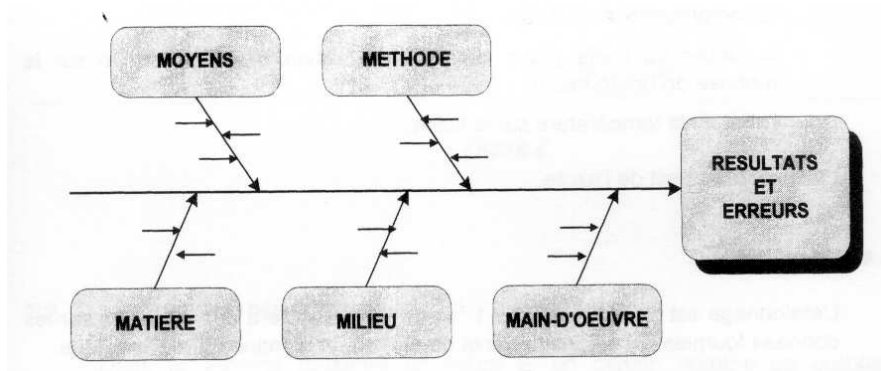 MOYENS
METHODE
RESULTATS
ET
ERREURS
MATIERE
MILIEU
MAIN-D'OEUVRE